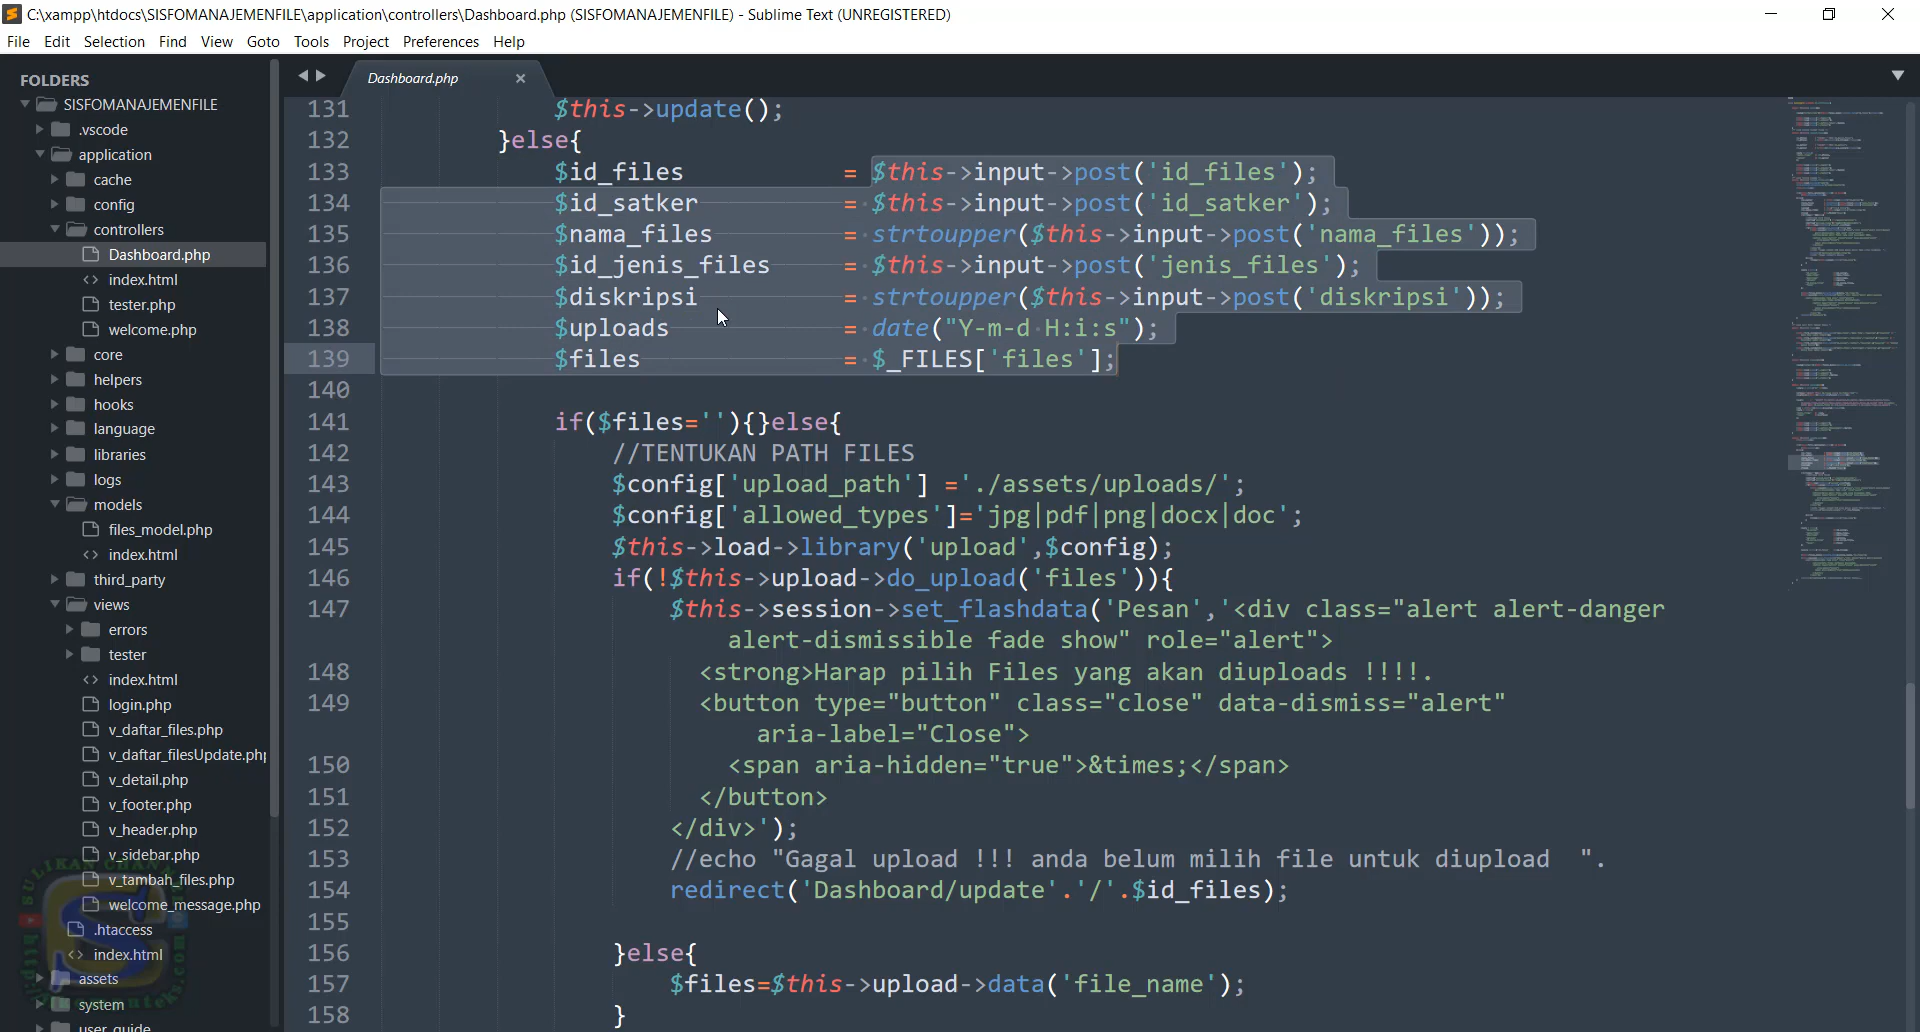 C:\xampp\htdocs\SISFOMANAJEMENFILE\application\controllers\Dashboard.php (SISFOMANAJEMENFILE) - Sublime Text (UNREGISTERED)
File Edit Selection Find View Goto Tools Project Preferences Help
FOLDERS
SISFOMANAJEMENFILE
.vscode
application
cache
config
controllers
Dashboard.php
index.html
tester.php
welcome.php
core
helpers
hooks
language
libraries
logs
models
files_model.php
index.html
third_party
views
errors
tester
index.html
login.php
v_daftar_files.php
v_daftar_filesUpdate.php
v_detail.php
v_footer.php
v_header.php
v_sidebar.php
v_tambah_files.php
welcome_message.php
.htaccess
index.html
assets
system
user_guide
Dashboard.php
131 $this->update();
132 }else{
133 $id_files = $this->input->post('id_files');
134 $id_satker = $this->input->post('id_satker');
135 $nama_files = strtoupper($this->input->post('nama_files'));
136 $id_jenis_files = $this->input->post('jenis_files');
137 $diskripsi = strtoupper($this->input->post('diskripsi'));
138 $uploads = date("Y-m-d H:i:s");
139 $files = $_FILES['files'];
140
141 if($files=''){}else{
142 //TENTUKAN PATH FILES
143 $config['upload_path'] ='./assets/uploads/';
144 $config['allowed_types']='jpg|pdf|png|docx|doc';
145 $this->load->library('upload',$config);
146 if(!$this->upload->do_upload('files')){
147 $this->session->set_flashdata('Pesan','<div class="alert alert-danger
alert-dismissible fade show" role="alert">
148 <strong>Harap pilih Files yang akan diuploads !!!!.
149 <button type="button" class="close" data-dismiss="alert"
aria-label="Close">
150 <span aria-hidden="true">&times;</span>
151 </button>
152 </div>');
153 //echo "Gagal upload !!! anda belum milih file untuk diupload ".
154 redirect('Dashboard/update'.'/'.$id_files);
155
156 }else{
157 $files=$this->upload->data('file_name');
158 }